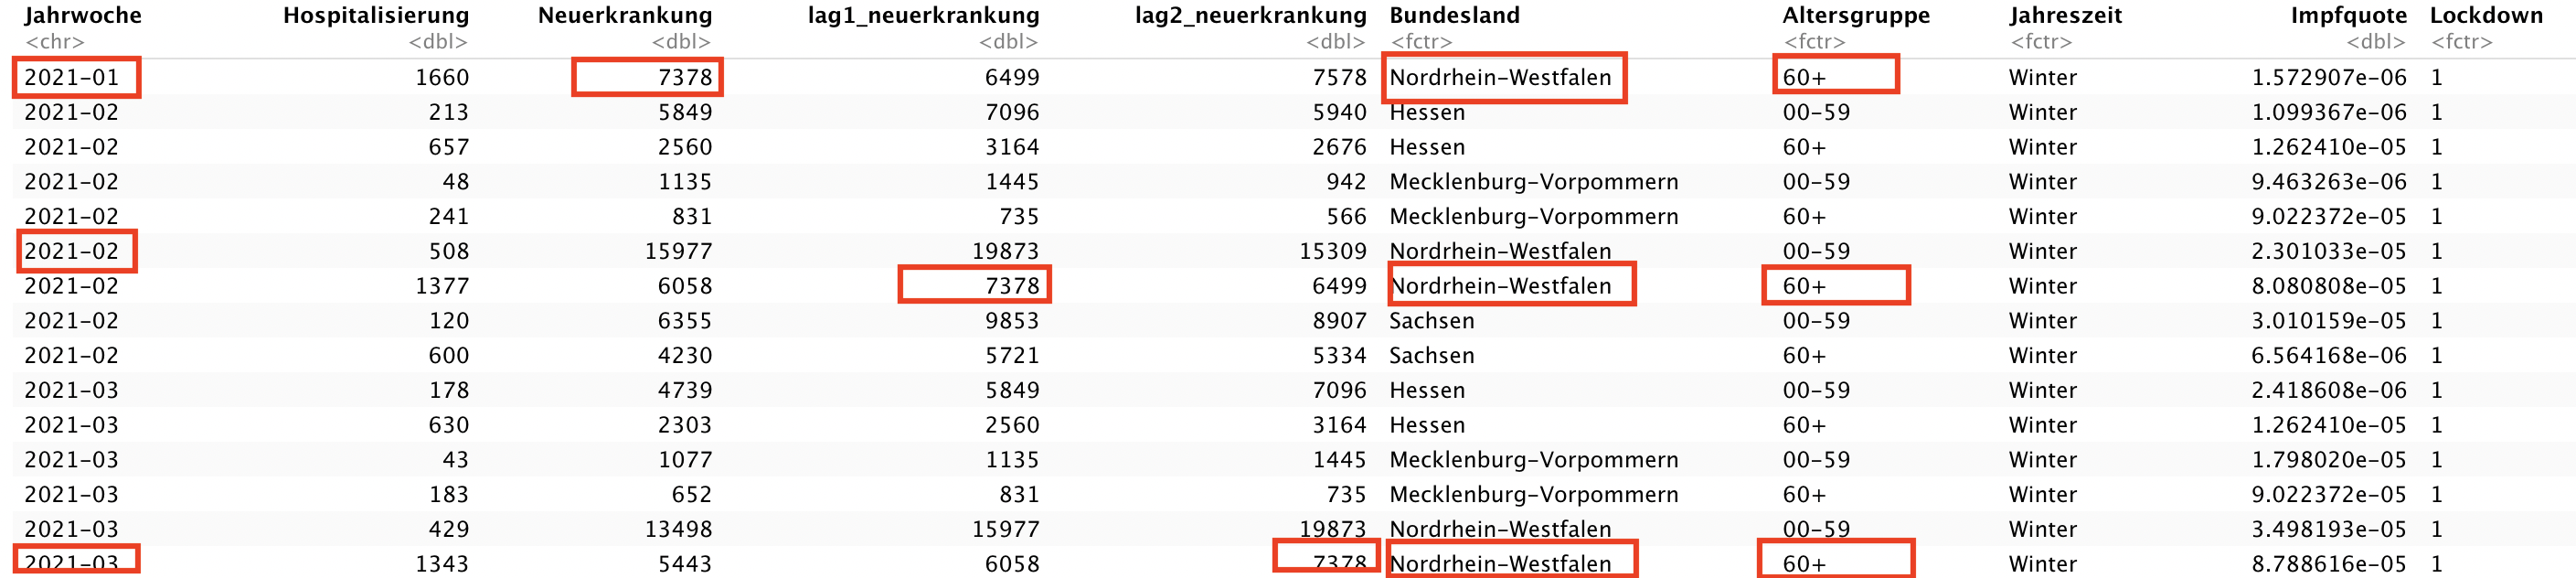 Jahrwoche Hospitalisierung Neuerkrankung lag1_neuerkrankung lag2_neuerkrankung Bundesland Altersgruppe Jahreszeit Impfquote Lockdown
<chr> <dbl> <dbl> <dbl> <dbl> <fctr> <fctr> <fctr> <dbl> <fctr>
2021-01 1660 7378 6499 7578 Nordrhein-Westfalen 60+ Winter 1.572907e-06 1
2021-02 213 5849 7096 5940 Hessen 00-59 Winter 1.099367e-06 1
2021-02 657 2560 3164 2676 Hessen 60+ Winter 1.262410e-05 1
2021-02 48 1135 1445 942 Mecklenburg-Vorpommern 00-59 Winter 9.463263e-06 1
2021-02 241 831 735 566 Mecklenburg-Vorpommern 60+ Winter 9.022372e-05 1
2021-02 508 15977 19873 15309 Nordrhein-Westfalen 00-59 Winter 2.301033e-05 1
2021-02 1377 6058 7378 6499 Nordrhein-Westfalen 60+ Winter 8.080808e-05 1
2021-02 120 6355 9853 8907 Sachsen 00-59 Winter 3.010159e-05 1
2021-02 600 4230 5721 5334 Sachsen 60+ Winter 6.564168e-06 1
2021-03 178 4739 5849 7096 Hessen 00-59 Winter 2.418608e-06 1
2021-03 630 2303 2560 3164 Hessen 60+ Winter 1.262410e-05 1
2021-03 43 1077 1135 1445 Mecklenburg-Vorpommern 00-59 Winter 1.798020e-05 1
2021-03 183 652 831 735 Mecklenburg-Vorpommern 60+ Winter 9.022372e-05 1
2021-03 429 13498 15977 19873 Nordrhein-Westfalen 00-59 Winter 3.498193e-05 1
2021-03 1343 5443 6058 7378 Nordrhein-Westfalen 60+ Winter 8.788616e-05 1